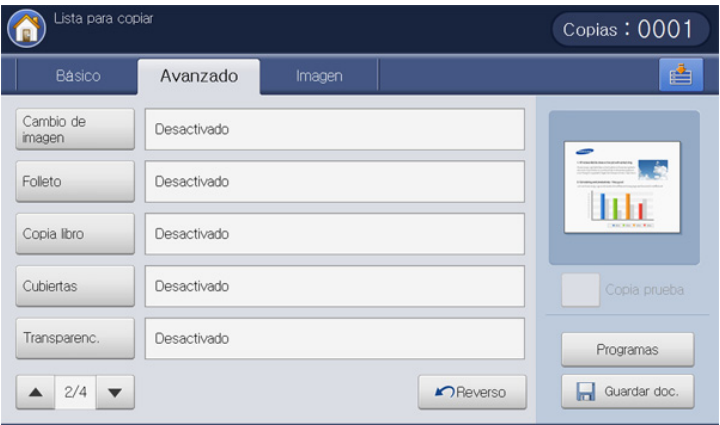 Lista para copiar
Copias : 0001
Básico
Avanzado
Imagen
Cambio de
imagen
Desactivado
Folleto
Desactivado
Copia libro
Desactivado
Cubiertas
Desactivado
Transparenc.
Desactivado
2/4
Reverso
Copia prueba
Programas
Guardar doc.